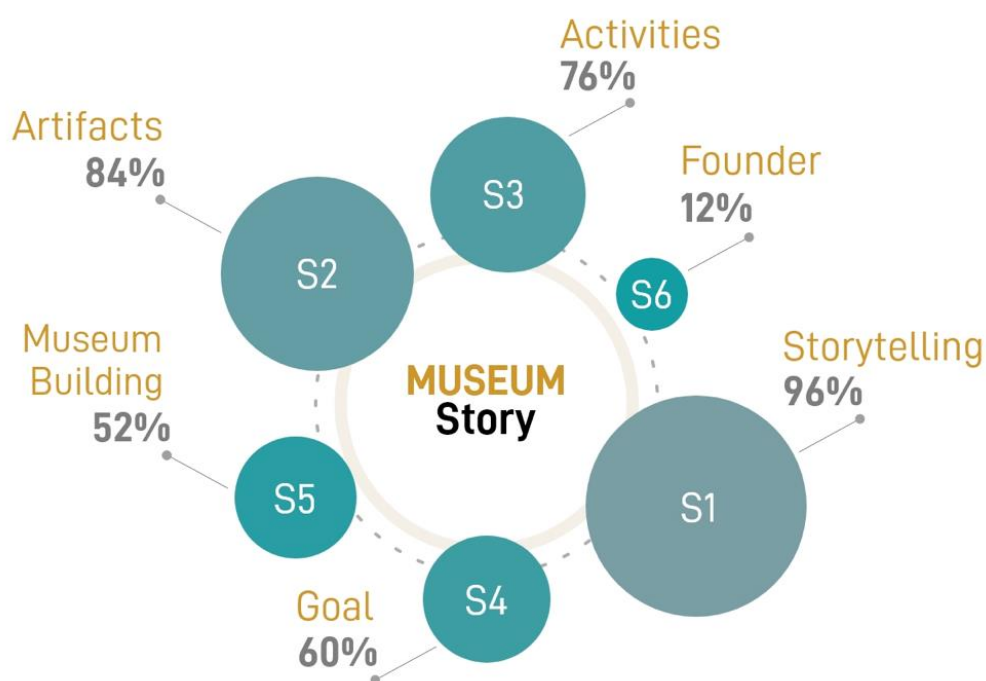 Activities
76%
Artifacts
84%
Founder
12%
S3
S2
S6
Museum
Building
52%
Storytelling
96%
MUSEUM
Story
S5
S1
Goal
60%
S4